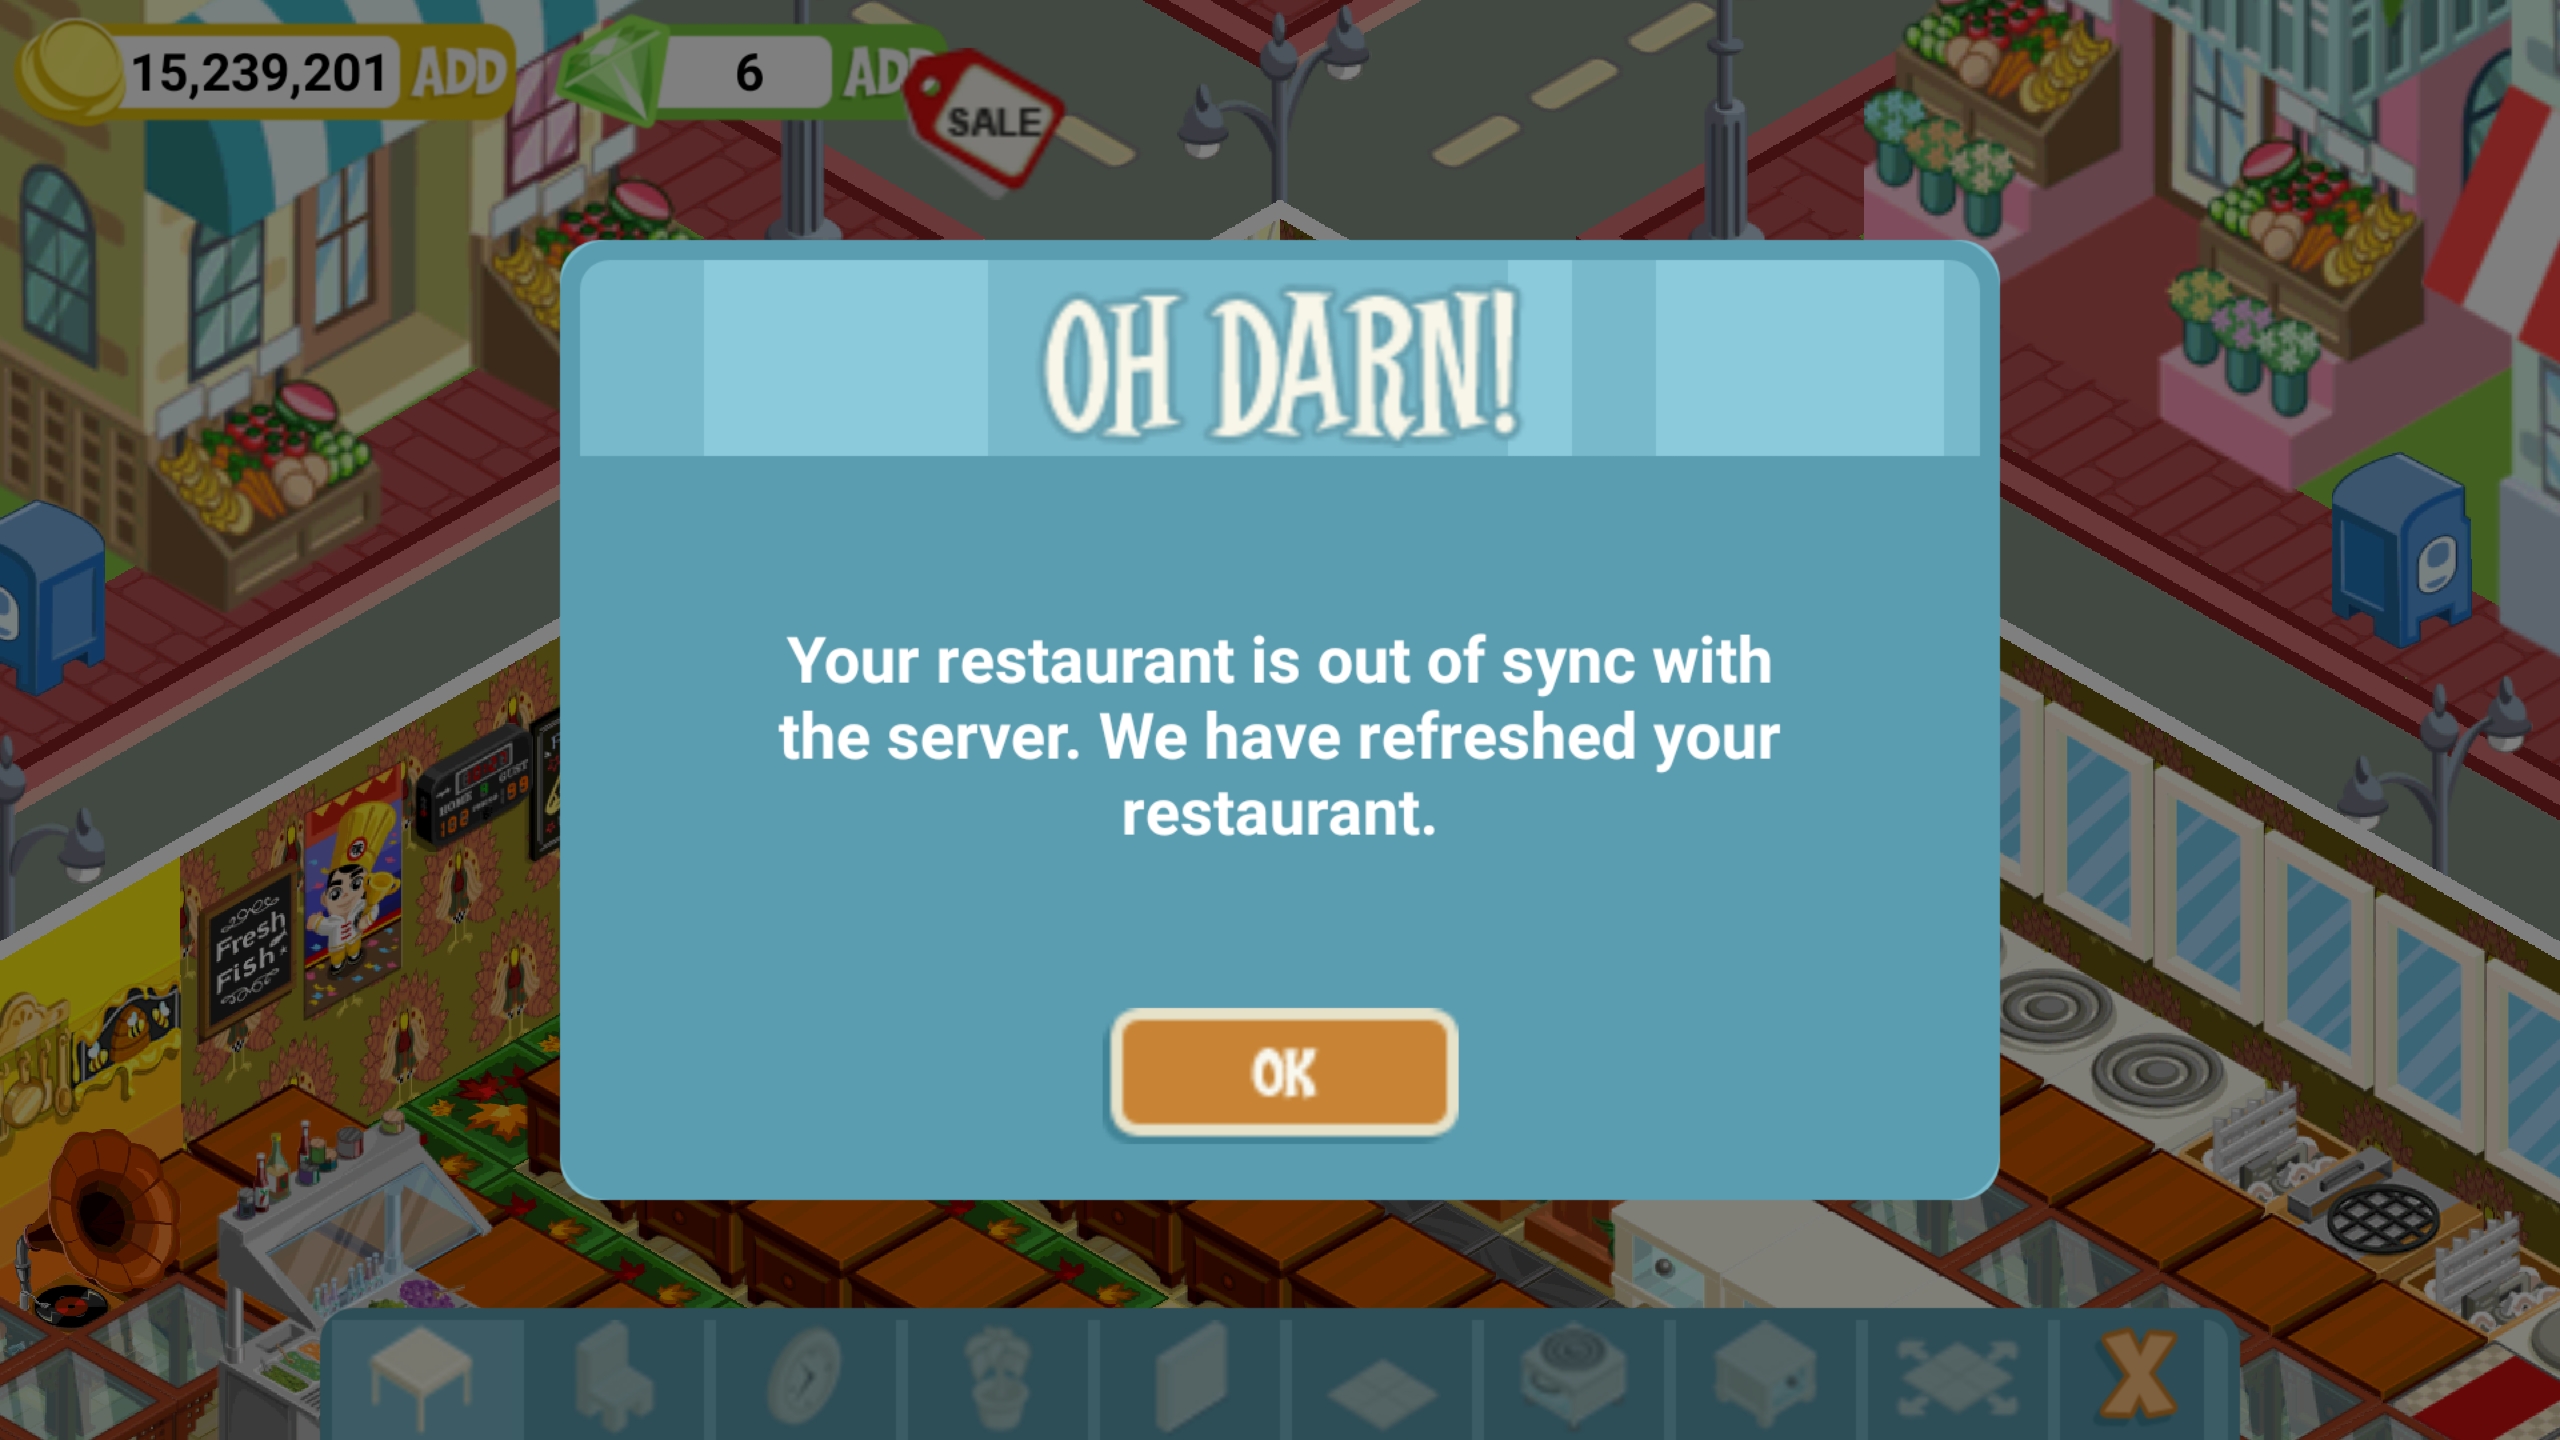 15,239,201 ADD
6
SALE
OH DARN!
Your restaurant is out of sync with
the server. We have refreshed your
restaurant.
OK
Fresh
Fish
HOME
X